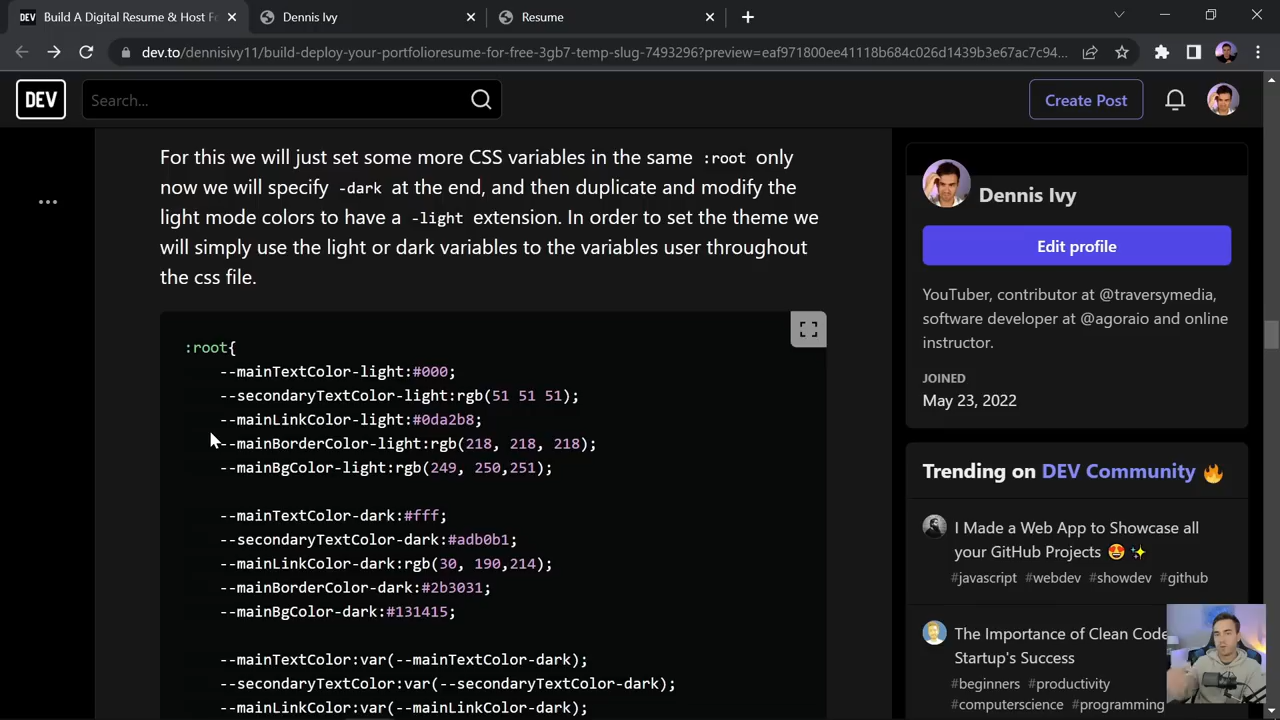 DEV Build A Digital Resume & Host F
Dennis Ivy
Resume
dev.to/dennisivy11/build-deploy-your-portfolioresume-for-free-3gb7-temp-slug-7493296?preview=eaf971800ee41118b684c026d1439b3e67ac7c94...
DEV
Search...
Create Post
For this we will just set some more CSS variables in the same :root only
now we will specify -dark at the end, and then duplicate and modify the
light mode colors to have a -light extension. In order to set the theme we
will simply use the light or dark variables to the variables user throughout
the css file.
:root{
--mainTextColor-light:#000;
--secondaryTextColor-light:rgb(51 51 51);
--mainLinkColor-light:#0da2b8;
--mainBorderColor-light:rgb(218, 218, 218);
--mainBgColor-light:rgb(249, 250,251);
--mainTextColor-dark:#fff;
--secondaryTextColor-dark:#adb0b1;
--mainLinkColor-dark:rgb(30, 190,214);
--mainBorderColor-dark:#2b3031;
--mainBgColor-dark:#131415;
--mainTextColor:var(--mainTextColor-dark);
--secondaryTextColor:var(--secondaryTextColor-dark);
--mainLinkColor:var(--mainLinkColor-dark);
Dennis Ivy
Edit profile
YouTuber, contributor at @traversymedia,
software developer at @agoraio and online
instructor.
JOINED
May 23, 2022
Trending on DEV Community 🔥
I Made a Web App to Showcase all
your GitHub Projects 🤩 ✨
#javascript #webdev #showdev #github
The Importance of Clean Code
Startup's Success
#beginners #productivity
#computerscience #programming